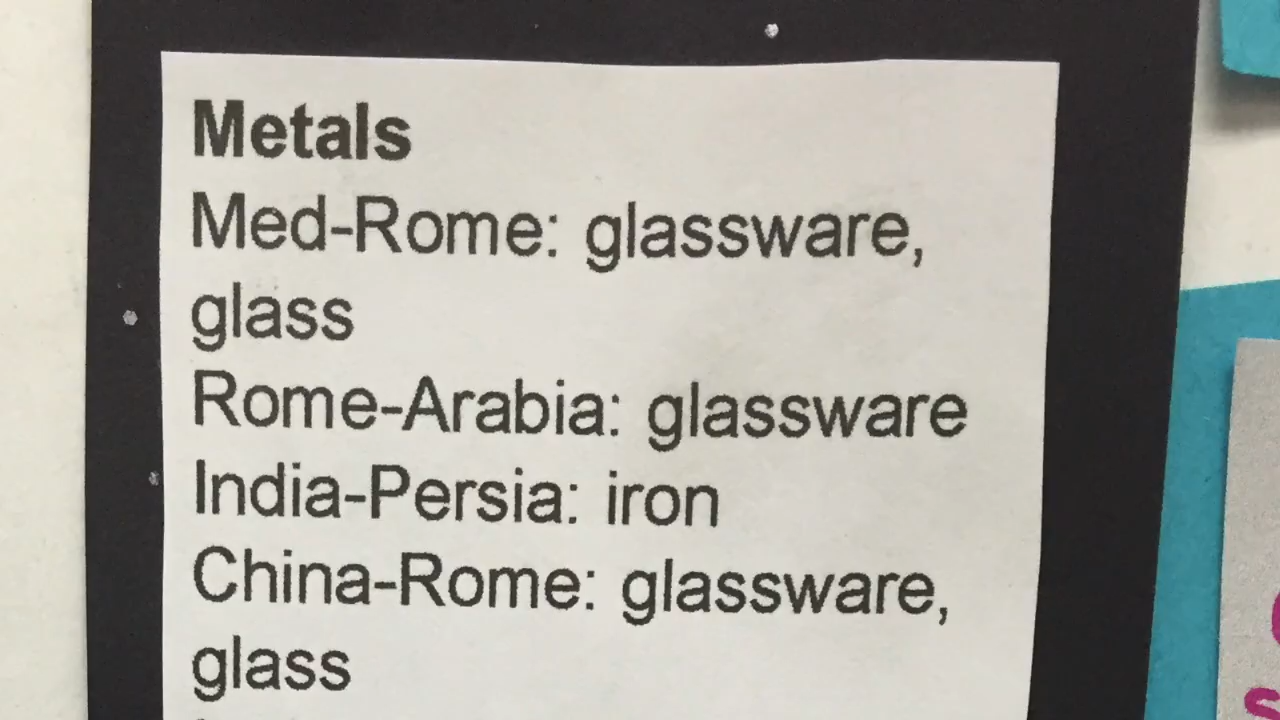 Metals
Med-Rome: glassware,
glass
Rome-Arabia: glassware
India-Persia: iron
China-Rome: glassware,
glass